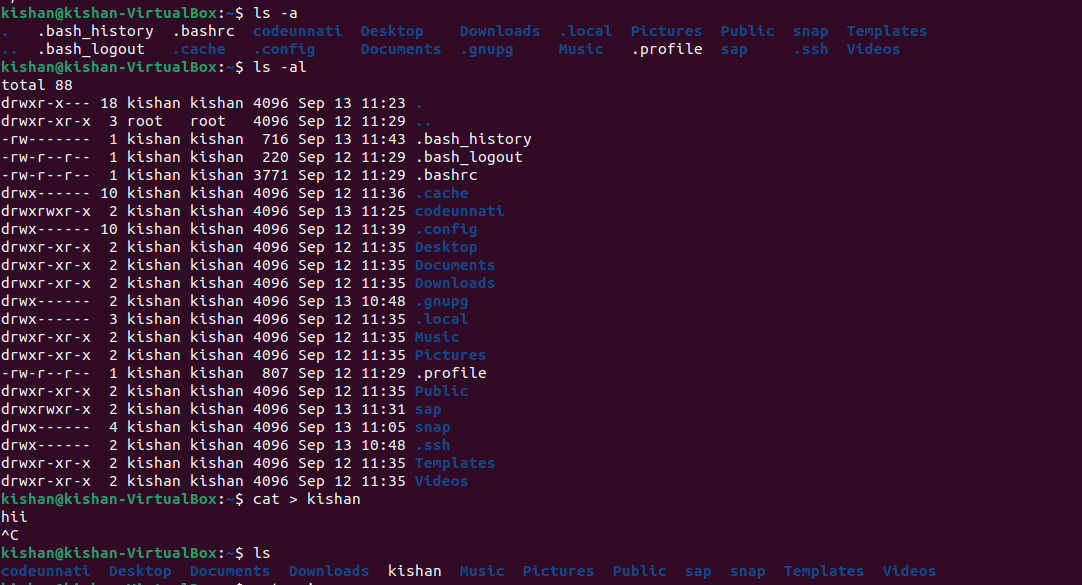 kishan@kishan-VirtualBox:~$ ls -a
.   .bash_history  .bashrc  codeunnati  Desktop    Downloads  .local  Pictures  Public  snap  Templates
..  .bash_logout   .cache   .config     Documents  .gnupg     Music   .profile  sap     .ssh  Videos
kishan@kishan-VirtualBox:~$ ls -al
total 88
drwxr-x--- 18 kishan kishan 4096 Sep 13 11:23 .
drwxr-xr-x  3 root   root   4096 Sep 12 11:29 ..
-rw-------  1 kishan kishan  716 Sep 13 11:43 .bash_history
-rw-r--r--  1 kishan kishan  220 Sep 12 11:29 .bash_logout
-rw-r--r--  1 kishan kishan 3771 Sep 12 11:29 .bashrc
drwx------ 10 kishan kishan 4096 Sep 12 11:36 .cache
drwxrwxr-x  2 kishan kishan 4096 Sep 13 11:25 codeunnati
drwx------ 10 kishan kishan 4096 Sep 12 11:39 .config
drwxr-xr-x  2 kishan kishan 4096 Sep 12 11:35 Desktop
drwxr-xr-x  2 kishan kishan 4096 Sep 12 11:35 Documents
drwxr-xr-x  2 kishan kishan 4096 Sep 12 11:35 Downloads
drwx------  2 kishan kishan 4096 Sep 13 10:48 .gnupg
drwx------  3 kishan kishan 4096 Sep 12 11:35 .local
drwxr-xr-x  2 kishan kishan 4096 Sep 12 11:35 Music
drwxr-xr-x  2 kishan kishan 4096 Sep 12 11:35 Pictures
-rw-r--r--  1 kishan kishan  807 Sep 12 11:29 .profile
drwxr-xr-x  2 kishan kishan 4096 Sep 12 11:35 Public
drwxrwxr-x  2 kishan kishan 4096 Sep 13 11:31 sap
drwx------  4 kishan kishan 4096 Sep 13 11:05 snap
drwx------  2 kishan kishan 4096 Sep 13 10:48 .ssh
drwxr-xr-x  2 kishan kishan 4096 Sep 12 11:35 Templates
drwxr-xr-x  2 kishan kishan 4096 Sep 12 11:35 Videos
kishan@kishan-VirtualBox:~$ cat > kishan
hii
^C
kishan@kishan-VirtualBox:~$ ls
codeunnati  Desktop  Documents  Downloads  kishan  Music  Pictures  Public  sap  snap  Templates  Videos